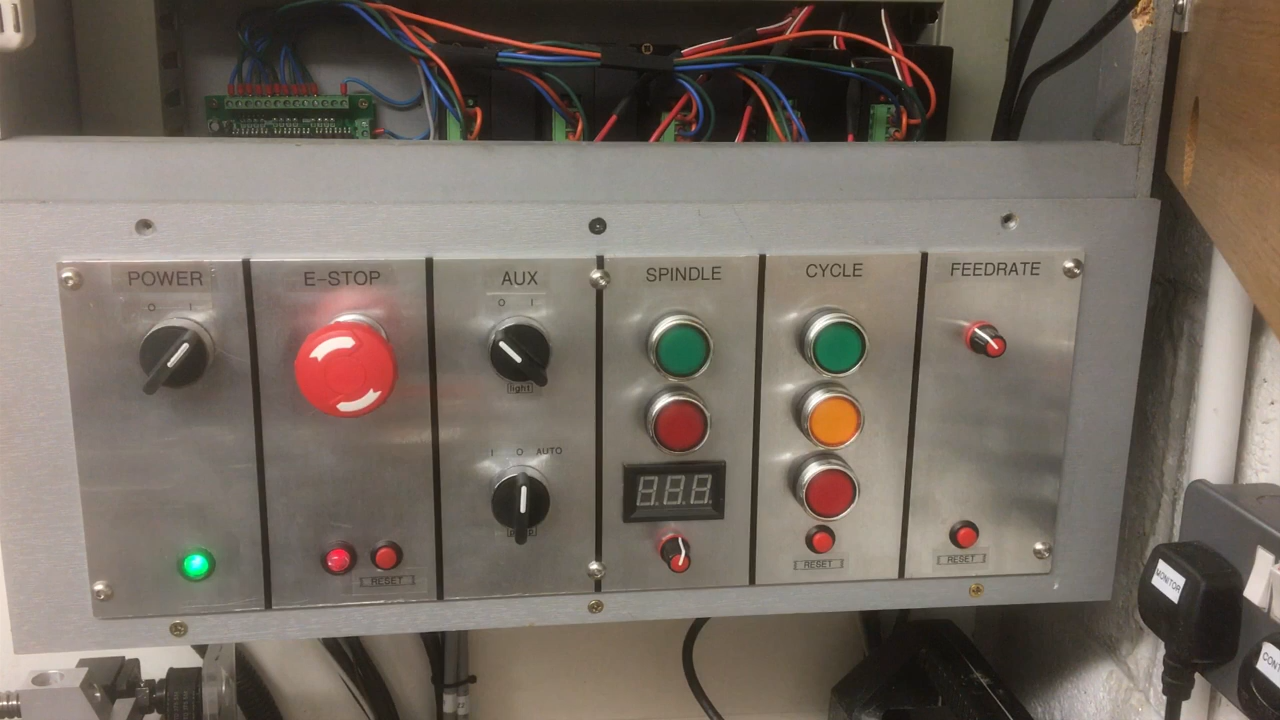 POWER
O I
E-STOP
RESET
AUX
O I
light
I O AUTO
SPINDLE
CYCLE
RESET
FEEDRATE
RESET
MONITOR